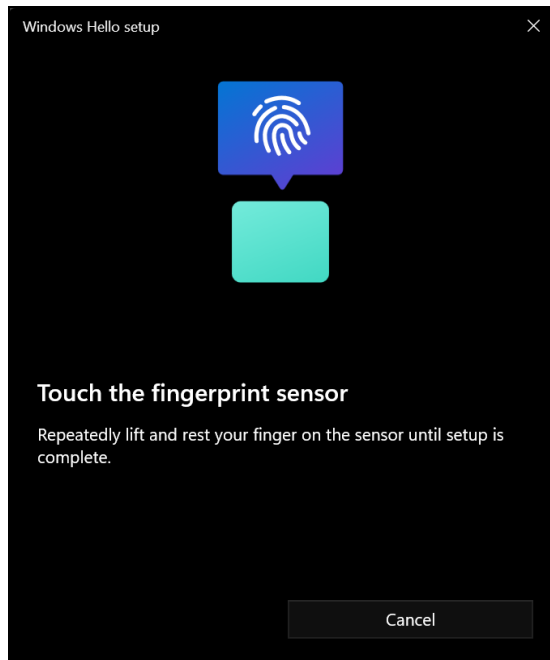 Windows Hello setup
Touch the fingerprint sensor
Repeatedly lift and rest your finger on the sensor until setup is
complete.
Cancel